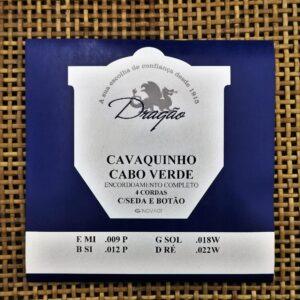 A sua escolha de confiança desde 1915
Dragão
CAVAQUINHO
CABO VERDE
ENCORDOAMENTO COMPLETO
4 CORDAS
C/SEDA E BOTÃO
E MI .009 P G SOL .018W
B SI .012 P D RÉ .022W